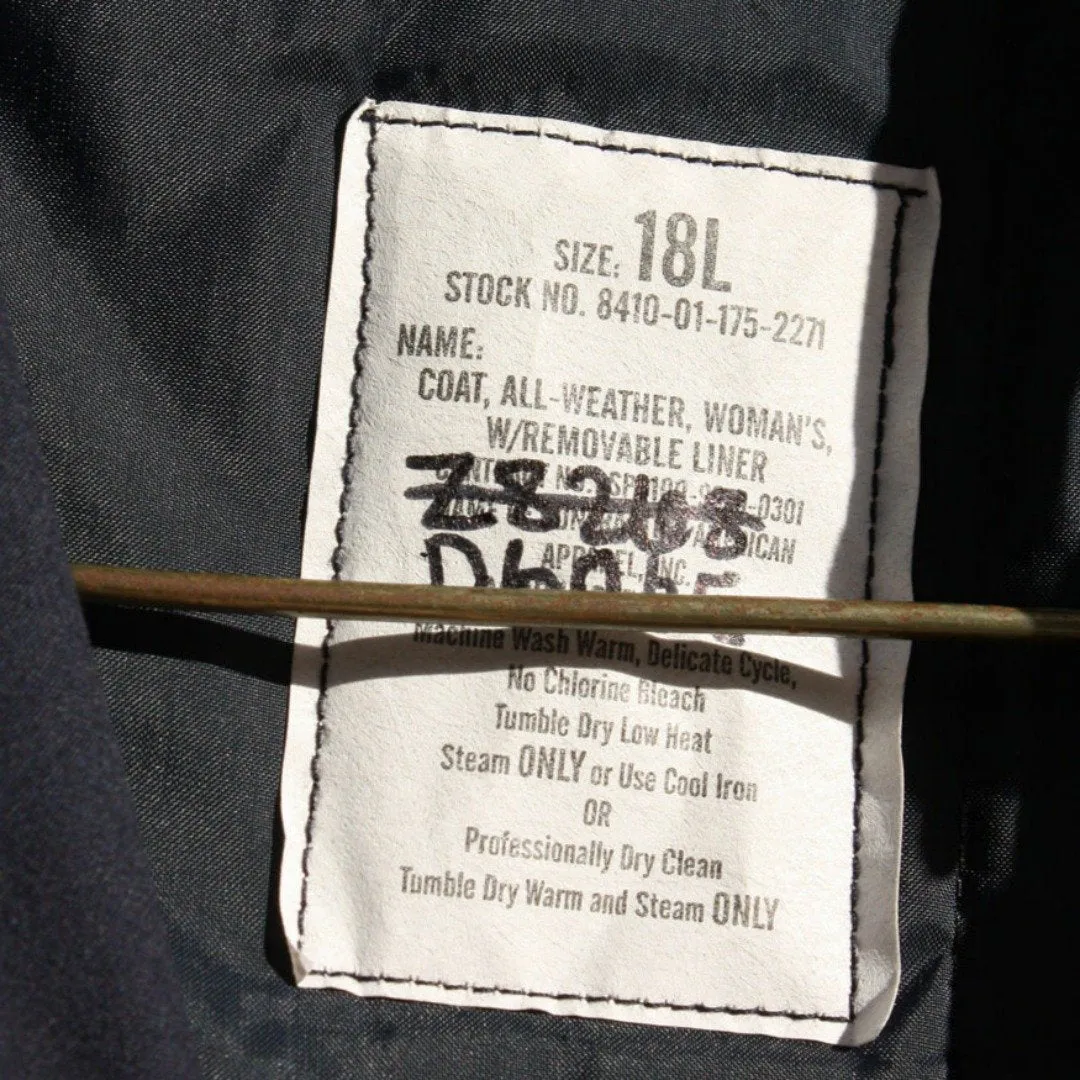 SIZE: 18L
STOCK NO. 8410-01-175-2271
NAME:
COAT, ALL-WEATHER, WOMAN'S,
W/REMOVABLE LINER
-0301
INC.
Machine Wash Warm, Delicate Cycle,
No Chlorine Bleach
Tumble Dry Low Heat
Steam ONLY or Use Cool Iron
OR
Professionally Dry Clean
Tumble Dry Warm and Steam ONLY